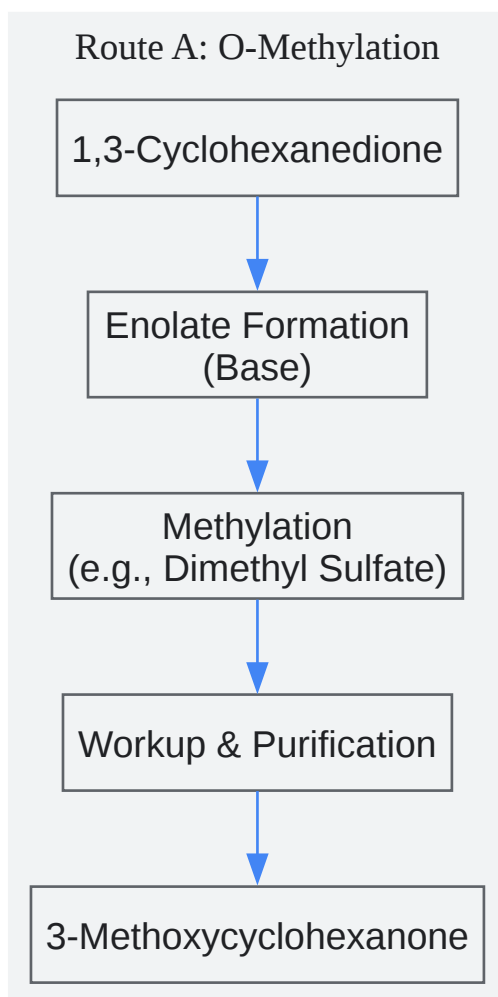 Route A: O-Methylation
1,3-Cyclohexanedione
Enolate Formation
(Base)
Methylation
(e.g., Dimethyl Sulfate)
Workup & Purification
3-Methoxycyclohexanone